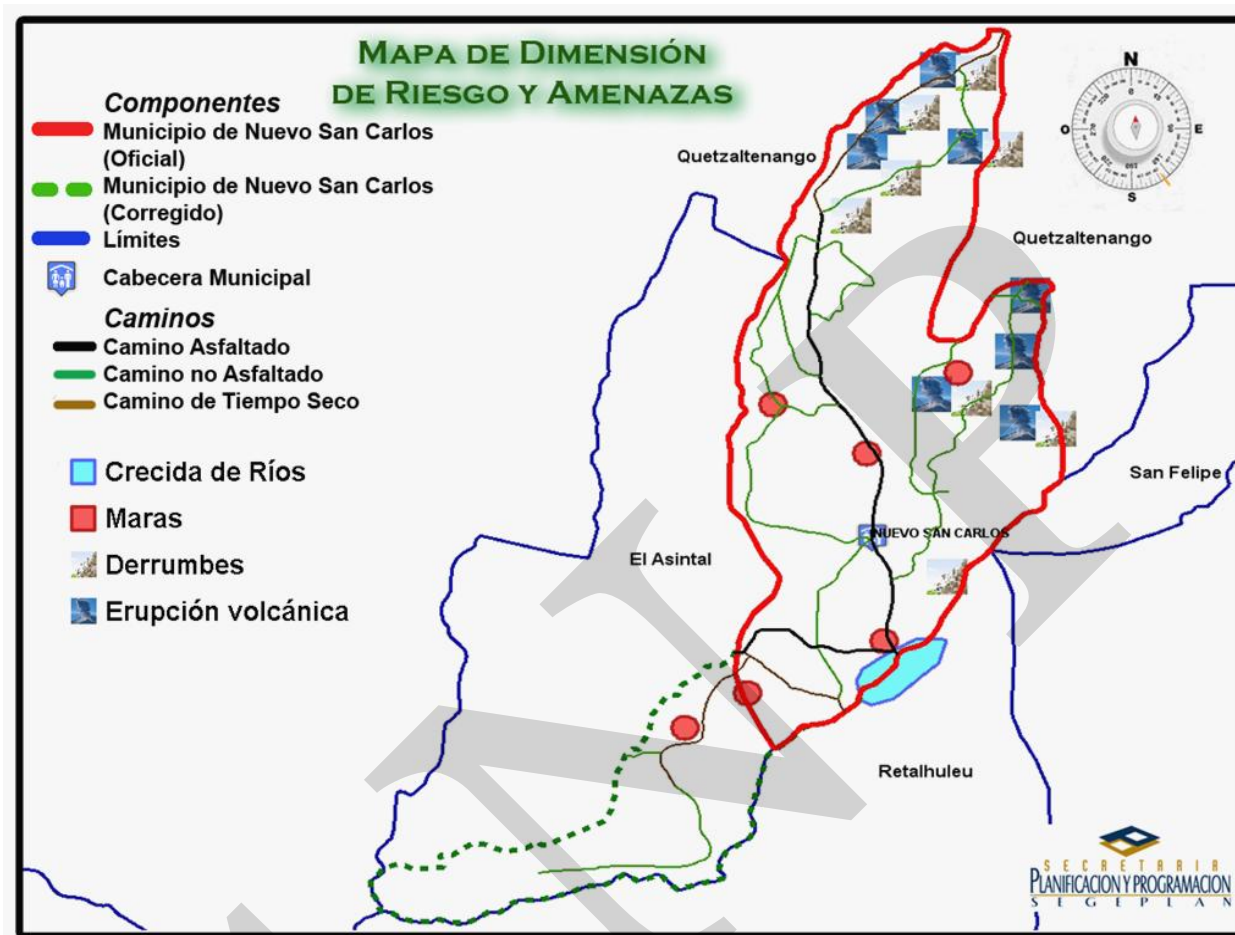 MAPA DE DIMENSIÓN
DE RIESGO Y AMENAZAS
Componentes
Municipio de Nuevo San Carlos
(Oficial)
Municipio de Nuevo San Carlos
(Corregido)
Límites
Cabecera Municipal
Caminos
Camino Asfaltado
Camino no Asfaltado
Camino de Tiempo Seco
Crecida de Ríos
Maras
Derrumbes
Erupción volcánica
N
O
E
S
Quetzaltenango
Quetzaltenango
San Felipe
NUEVO SAN CARLOS
El Asintal
Retalhuleu
SECRETARIA
PLANIFICACION Y PROGRAMACION
SEGEPLAN